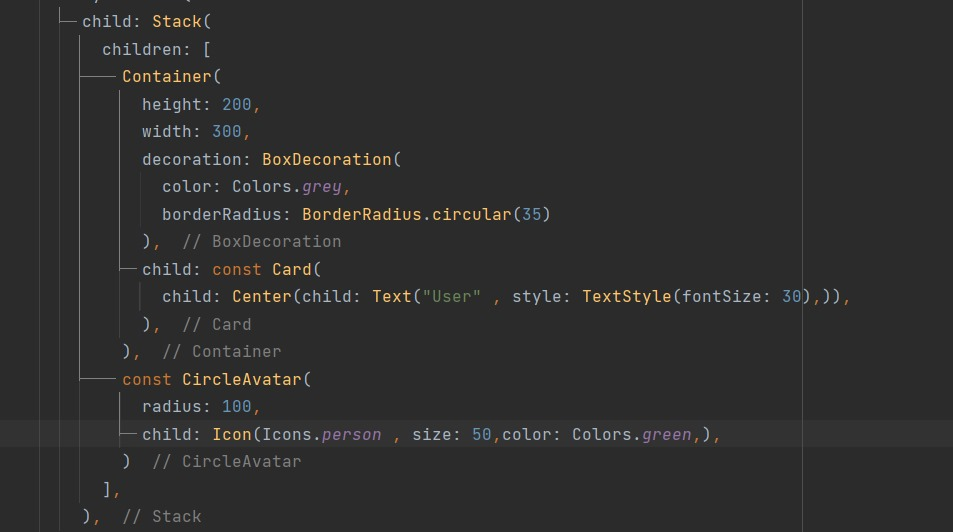 child: Stack(
children: [
Container(
height: 200,
width: 300,
decoration: BoxDecoration(
color: Colors.grey,
borderRadius: BorderRadius.circular(35)
),  // BoxDecoration
child: const Card(
child: Center(child: Text("User" , style: TextStyle(fontSize: 30),)),
),  // Card
),  // Container
const CircleAvatar(
radius: 100,
child: Icon(Icons.person , size: 50,color: Colors.green,),
)  // CircleAvatar
],
),  // Stack